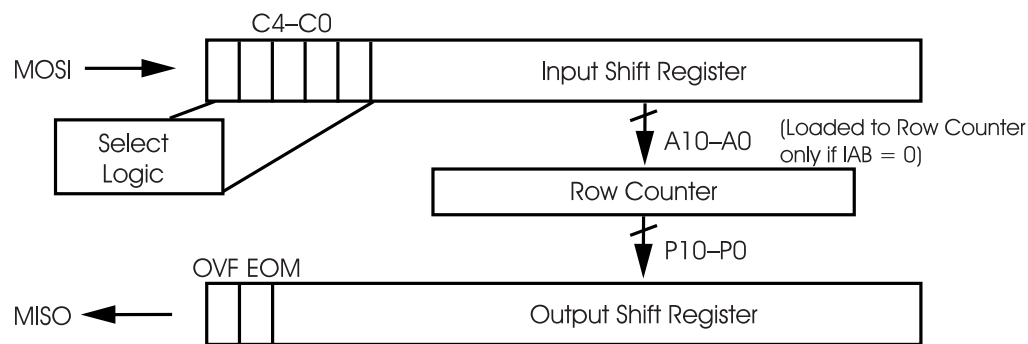 C4–C0
MOSI
Input Shift Register
Select
Logic
A10–A0
(Loaded to Row Counter
only if IAB = 0)
Row Counter
P10–P0
OVF EOM
MISO
Output Shift Register